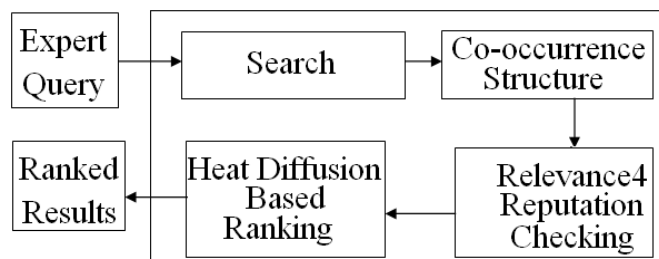 Expert
Query
Search
Co-occurrence
Structure
Ranked
Results
Heat Diffusion
Based
Ranking
Relevance4
Reputation
Checking